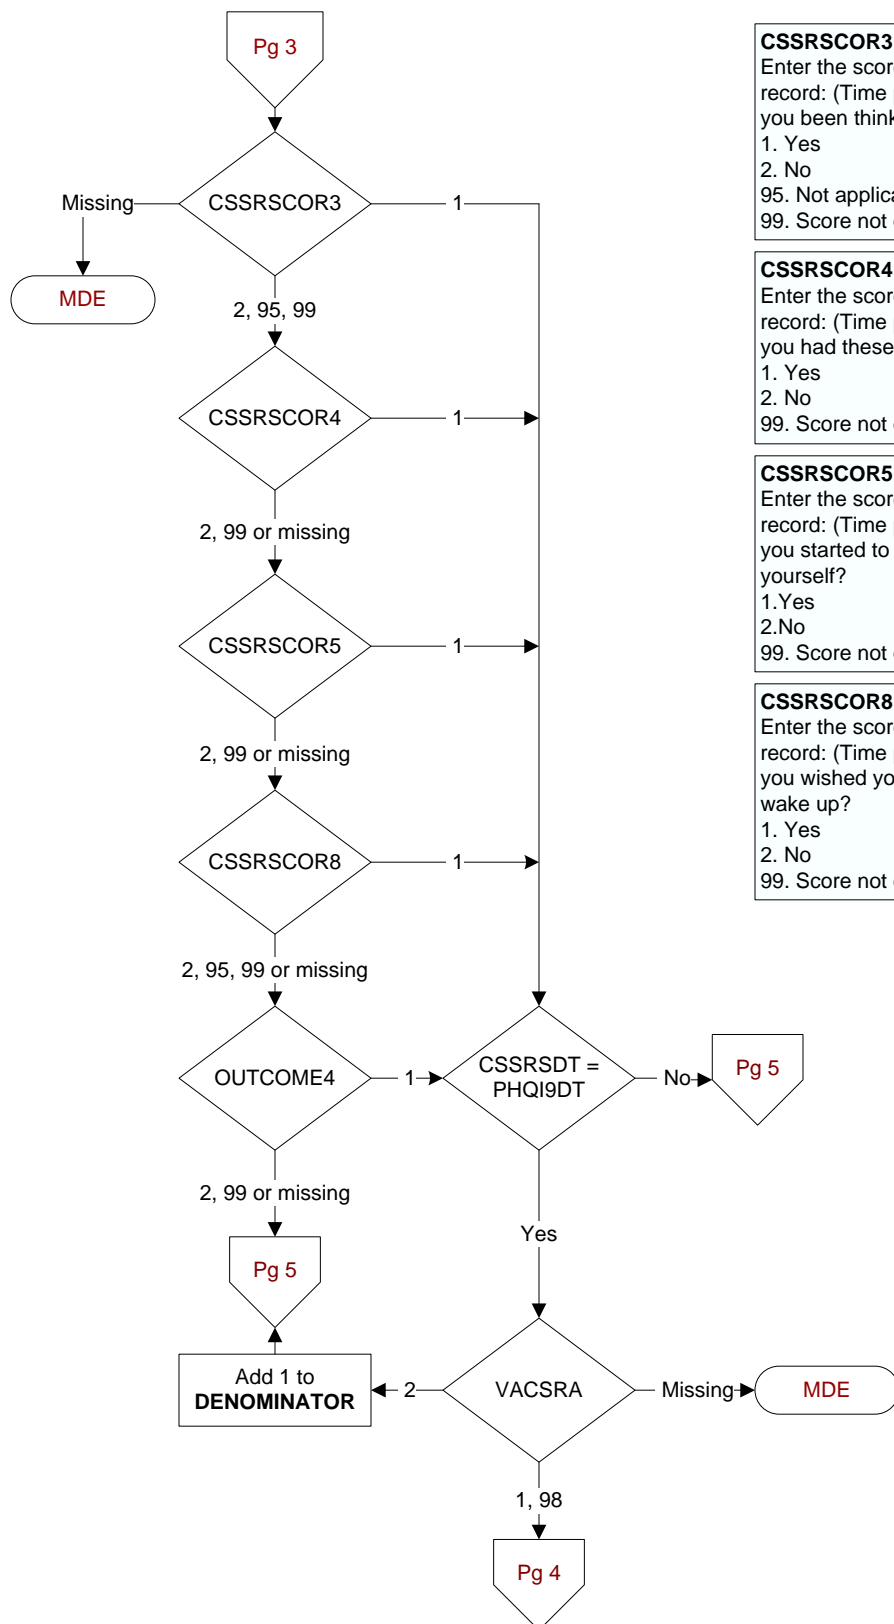 Pg 3
CSSRSCOR3
Missing
1
MDE
2, 95, 99
CSSRSCOR4
1
2, 99 or missing
CSSRSCOR5
1
2, 99 or missing
CSSRSCOR8
1
2, 95, 99 or missing
OUTCOME4
1
CSSRSDT =
PHQI9DT
No
Pg 5
2, 99 or missing
Yes
Pg 5
Add 1 to
DENOMINATOR
2
VACSRA
Missing
MDE
1, 98
Pg 4
CSSRSCOR3
Enter the scor
record: (Time
you been think
1. Yes
2. No
95. Not applica
99. Score not
CSSRSCOR4
Enter the scor
record: (Time
you had these
1. Yes
2. No
99. Score not
CSSRSCOR5
Enter the scor
record: (Time
you started to
yourself?
1.Yes
2.No
99. Score not
CSSRSCOR8
Enter the scor
record: (Time
you wished yo
wake up?
1. Yes
2. No
99. Score not